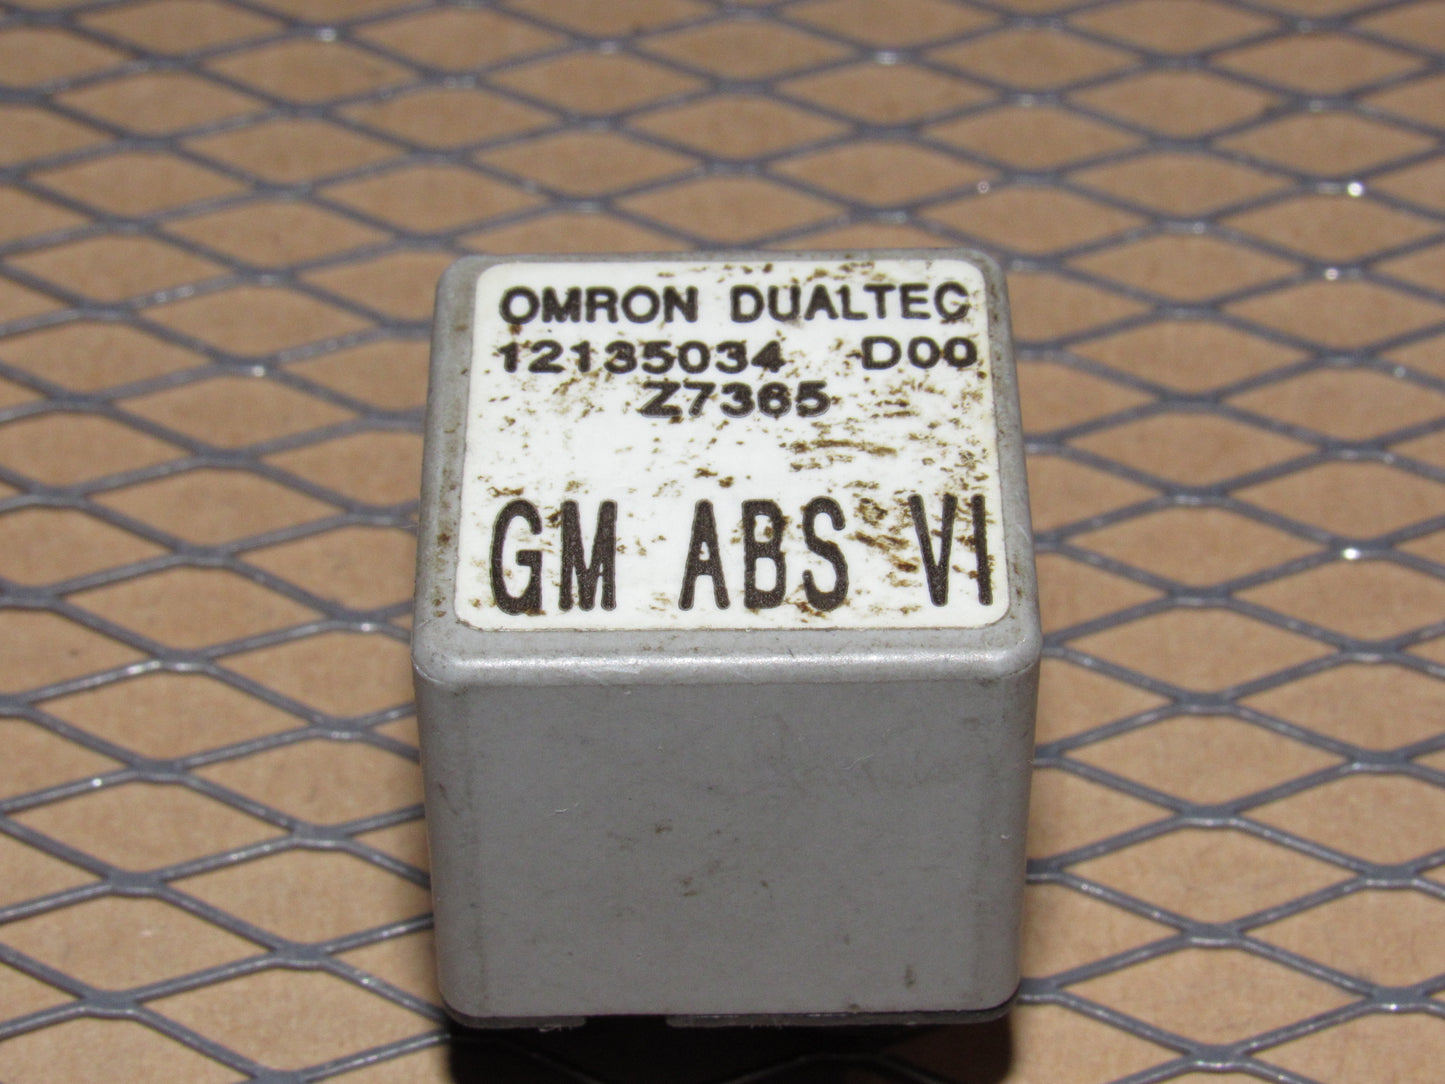 OMRON DUALTEC
12135034 D00
Z7365
GM ABS VI